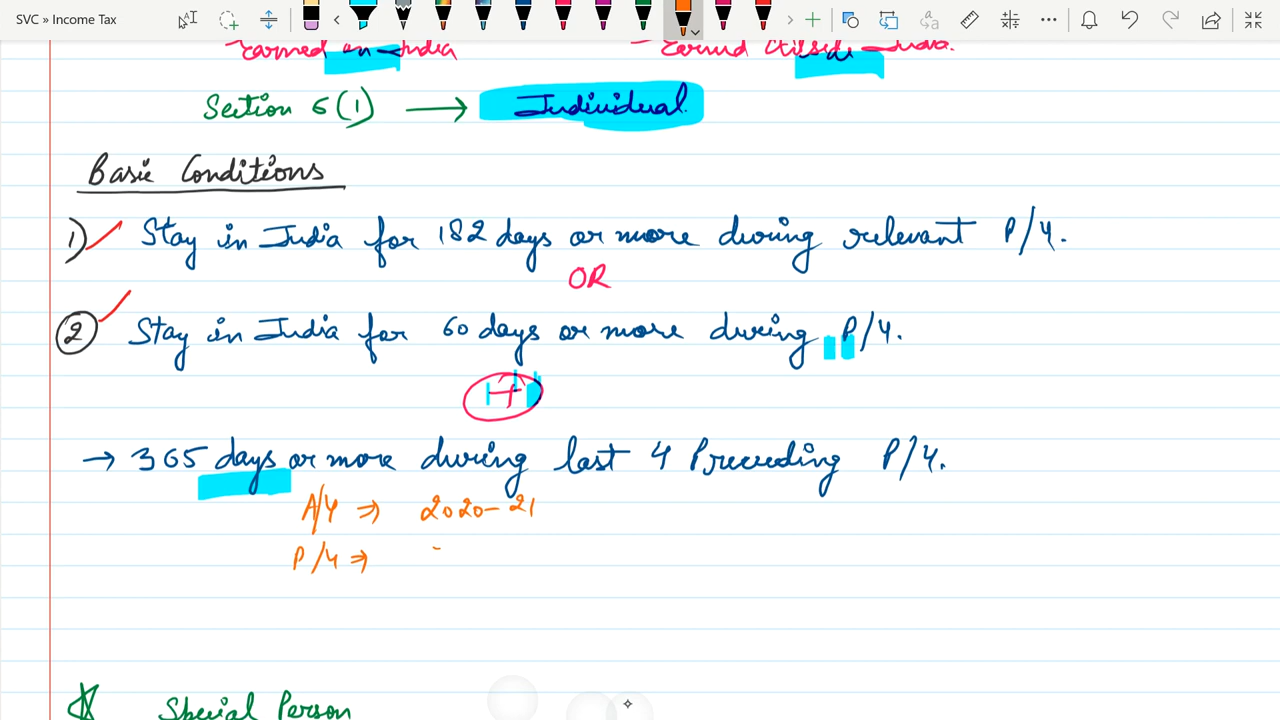 SVC » Income Tax
Earned in India
Earned Outside India.
Section 6(1) → Individual.
Basic Conditions
1) Stay in India for 182 days or more during relevant P/Y.
OR
2 Stay in India for 60 days or more during P/Y.
+
→ 365 days or more during last 4 Preceeding P/Y.
A/Y ⇒ 2020-21
P/Y ⇒
Special Person